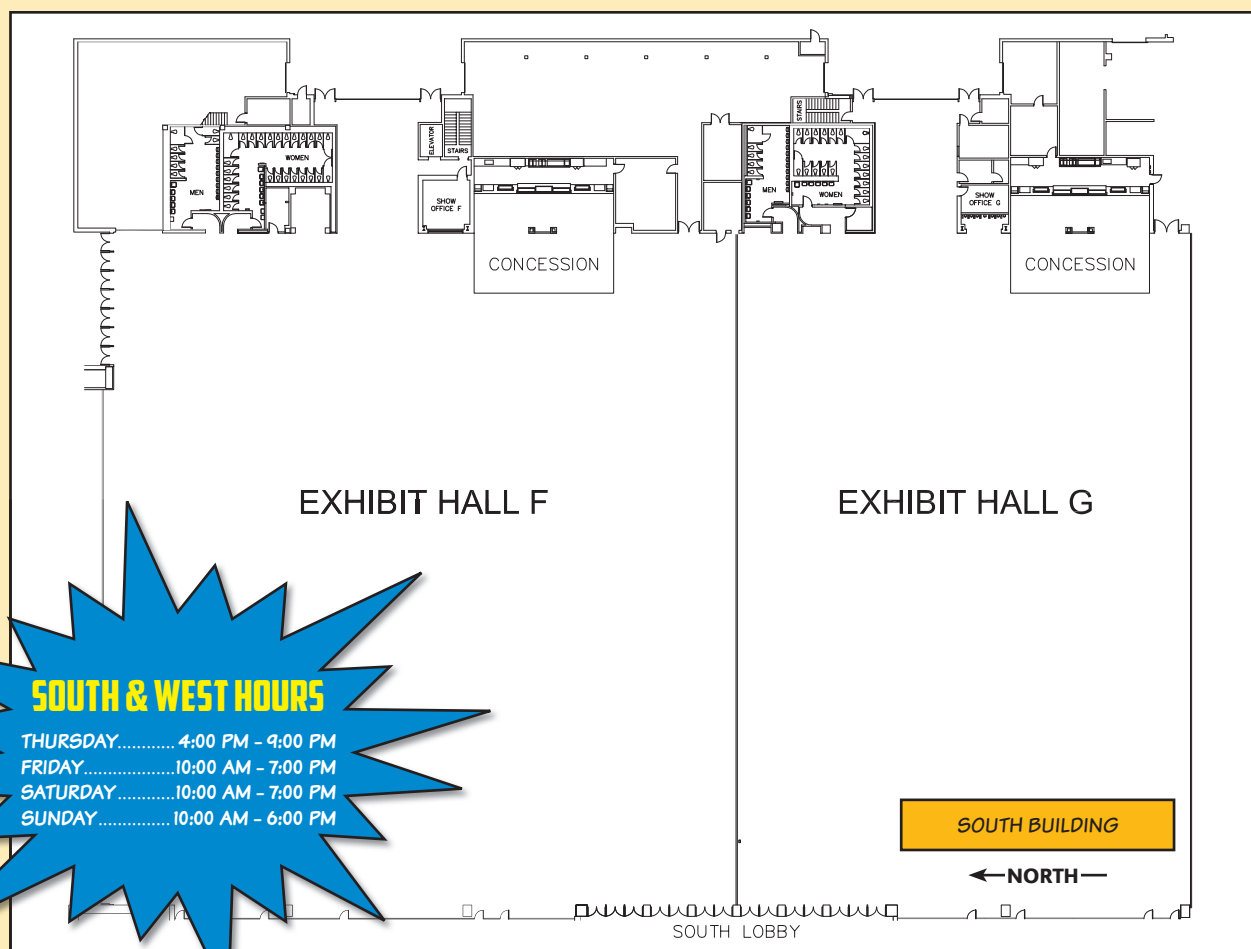 STAIRS
ELEVATOR
STAIRS
WOMEN
MEN
SHOW
OFFICE F
MEN
WOMEN
SHOW
OFFICE G
CONCESSION
CONCESSION
EXHIBIT HALL F
EXHIBIT HALL G
SOUTH & WEST HOURS
THURSDAY............ 4:00 PM - 9:00 PM
FRIDAY...................10:00 AM - 7:00 PM
SATURDAY............10:00 AM - 7:00 PM
SUNDAY............... 10:00 AM - 6:00 PM
SOUTH BUILDING
NORTH
SOUTH LOBBY